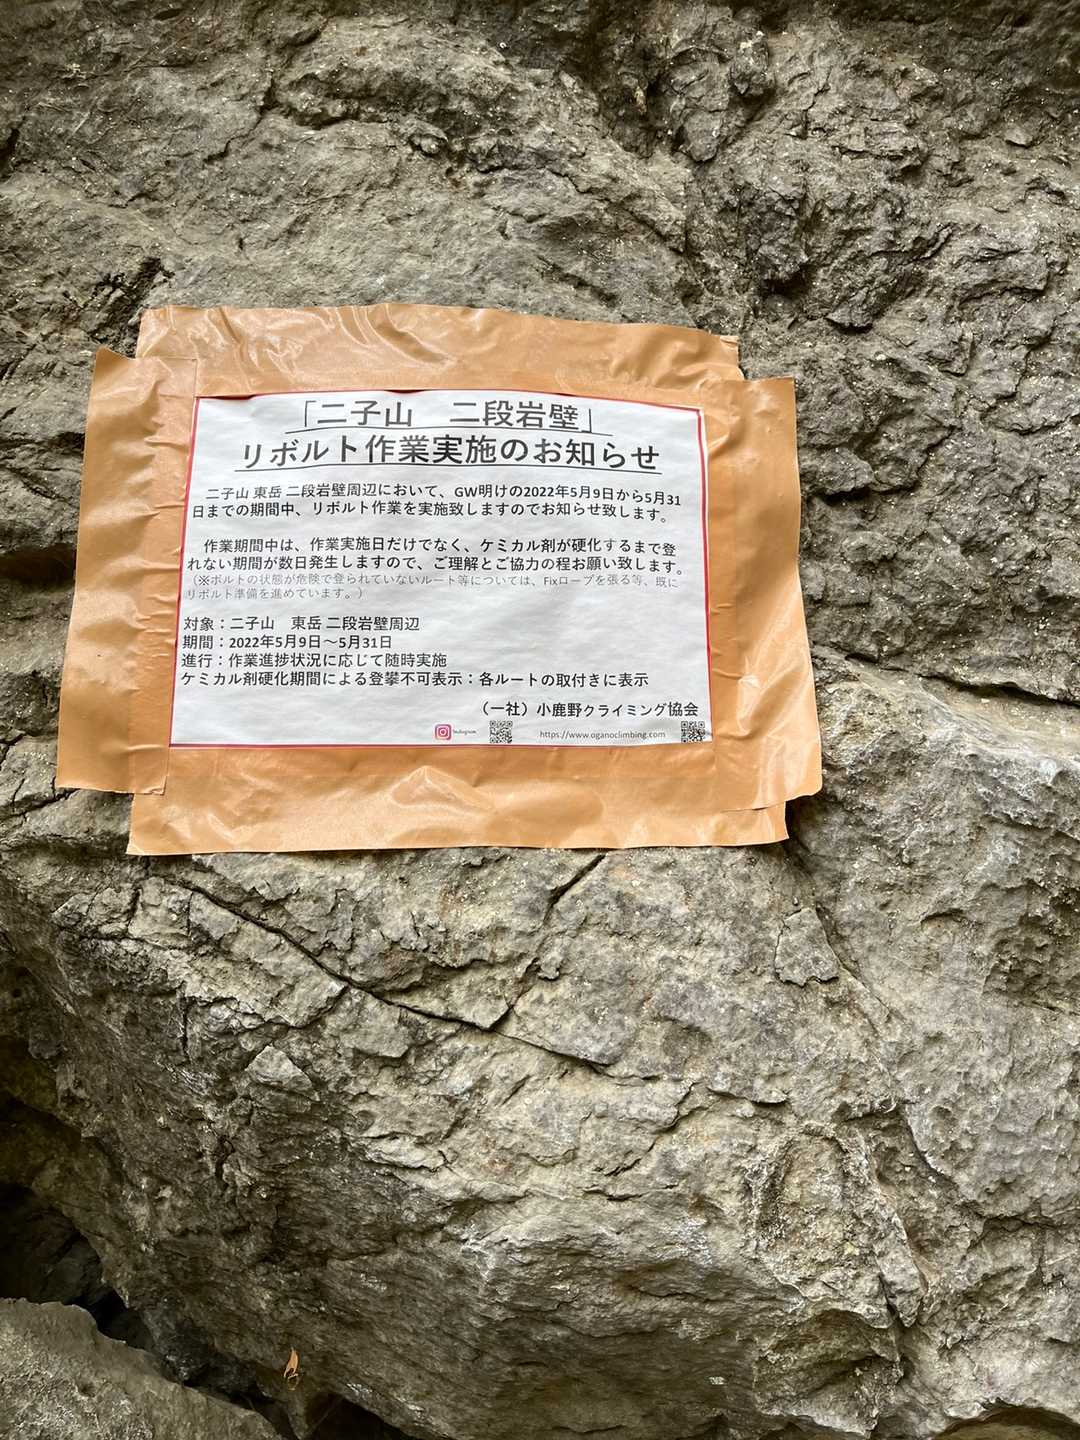 「二子山　二段岩壁」
リボルト作業実施のお知らせ
二子山 東岳 二段岩壁周辺において、GW明けの2022年5月9日から5月31
日までの期間中、リボルト作業を実施致しますのでお知らせ致します。
作業期間中は、作業実施日だけでなく、ケミカル剤が硬化するまで登
れない期間が数日発生しますので、ご理解とご協力の程お願い致します。
（※ボルトの状態が危険で登られていないルート等については、Fixロープを張る等、既に
リボルト準備を進めています。）
対象：二子山　東岳 二段岩壁周辺
期間：2022年5月9日～5月31日
進行：作業進捗状況に応じて随時実施
ケミカル剤硬化期間による登攀不可表示：各ルートの取付きに表示
（一社）小鹿野クライミング協会
Instagram https://www.oganoclimbing.com